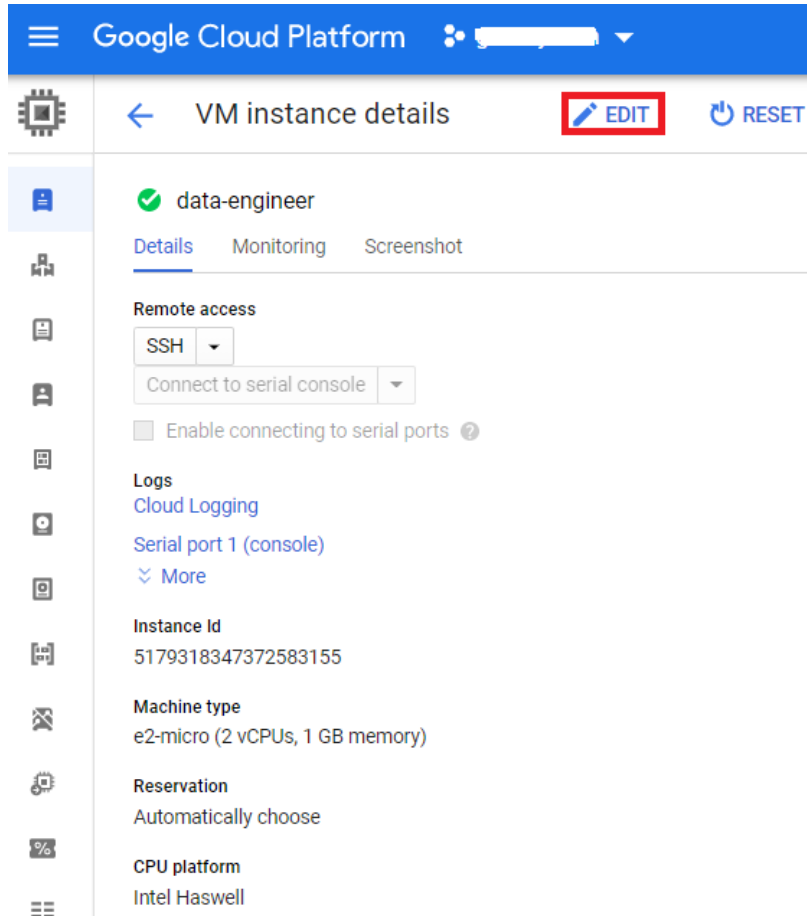 Google Cloud Platform
VM instance details
EDIT
RESET
data-engineer
Details Monitoring Screenshot
Remote access
SSH
Connect to serial console
Enable connecting to serial ports
Logs
Cloud Logging
Serial port 1 (console)
More
Instance Id
5179318347372583155
Machine type
e2-micro (2 vCPUs, 1 GB memory)
Reservation
Automatically choose
CPU platform
Intel Haswell